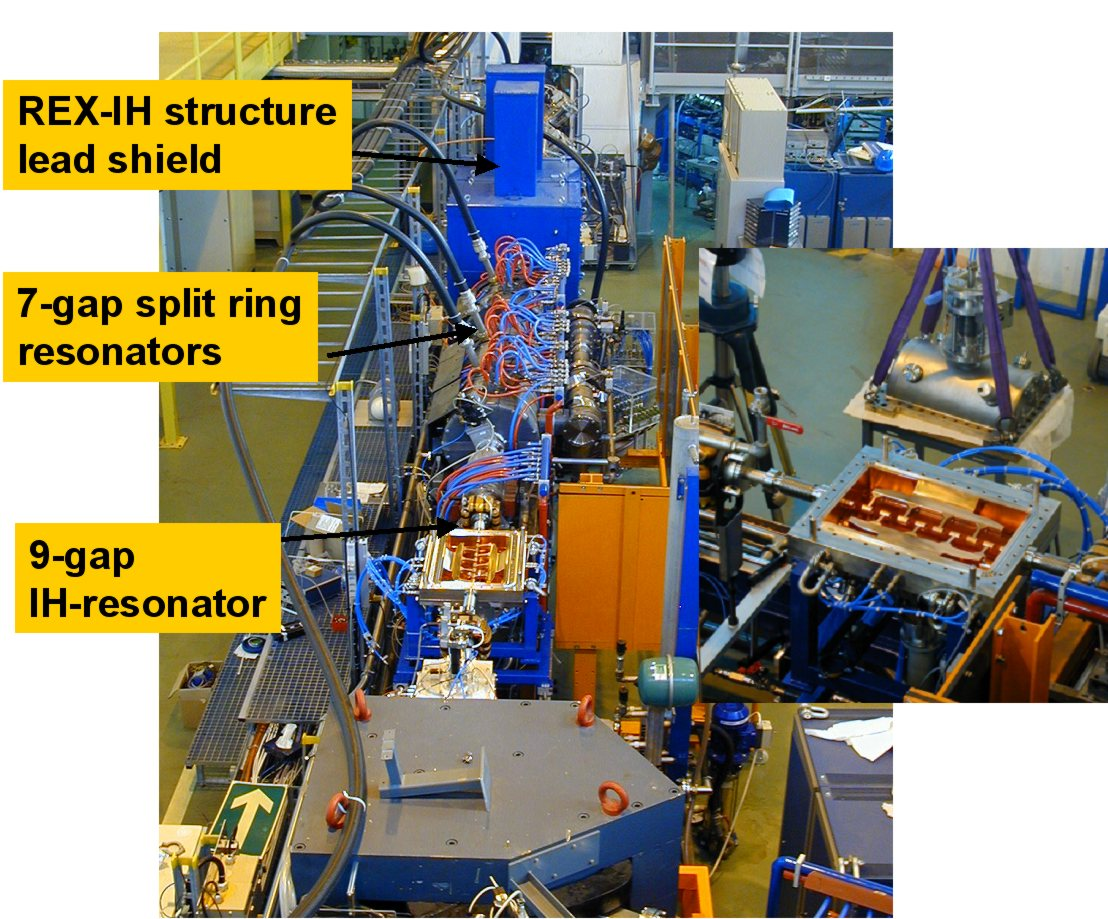 REX-IH structure
lead shield
7-gap split ring
resonators
9-gap
IH-resonator